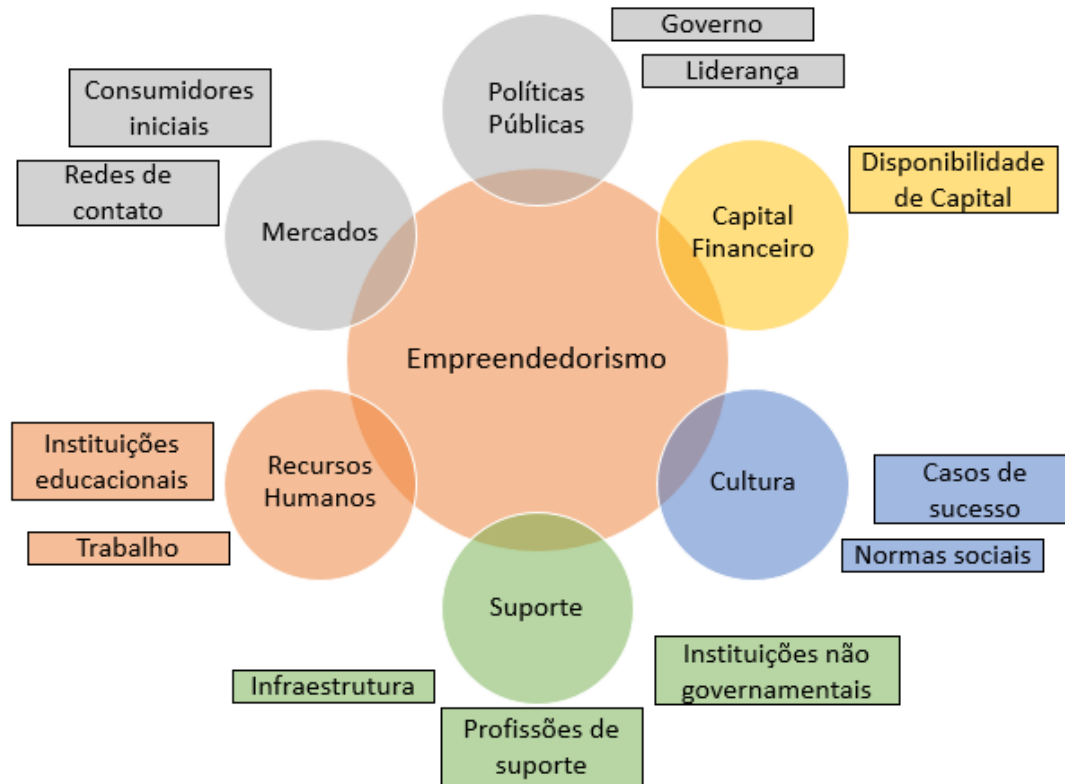 Governo
Liderança
Políticas
Públicas
Consumidores
iniciais
Redes de
contato
Mercados
Disponibilidade
de Capital
Capital
Financeiro
Empreendedorismo
Instituições
educacionais
Trabalho
Recursos
Humanos
Cultura
Casos de
sucesso
Normas sociais
Suporte
Infraestrutura
Instituições não
governamentais
Profissões de
suporte